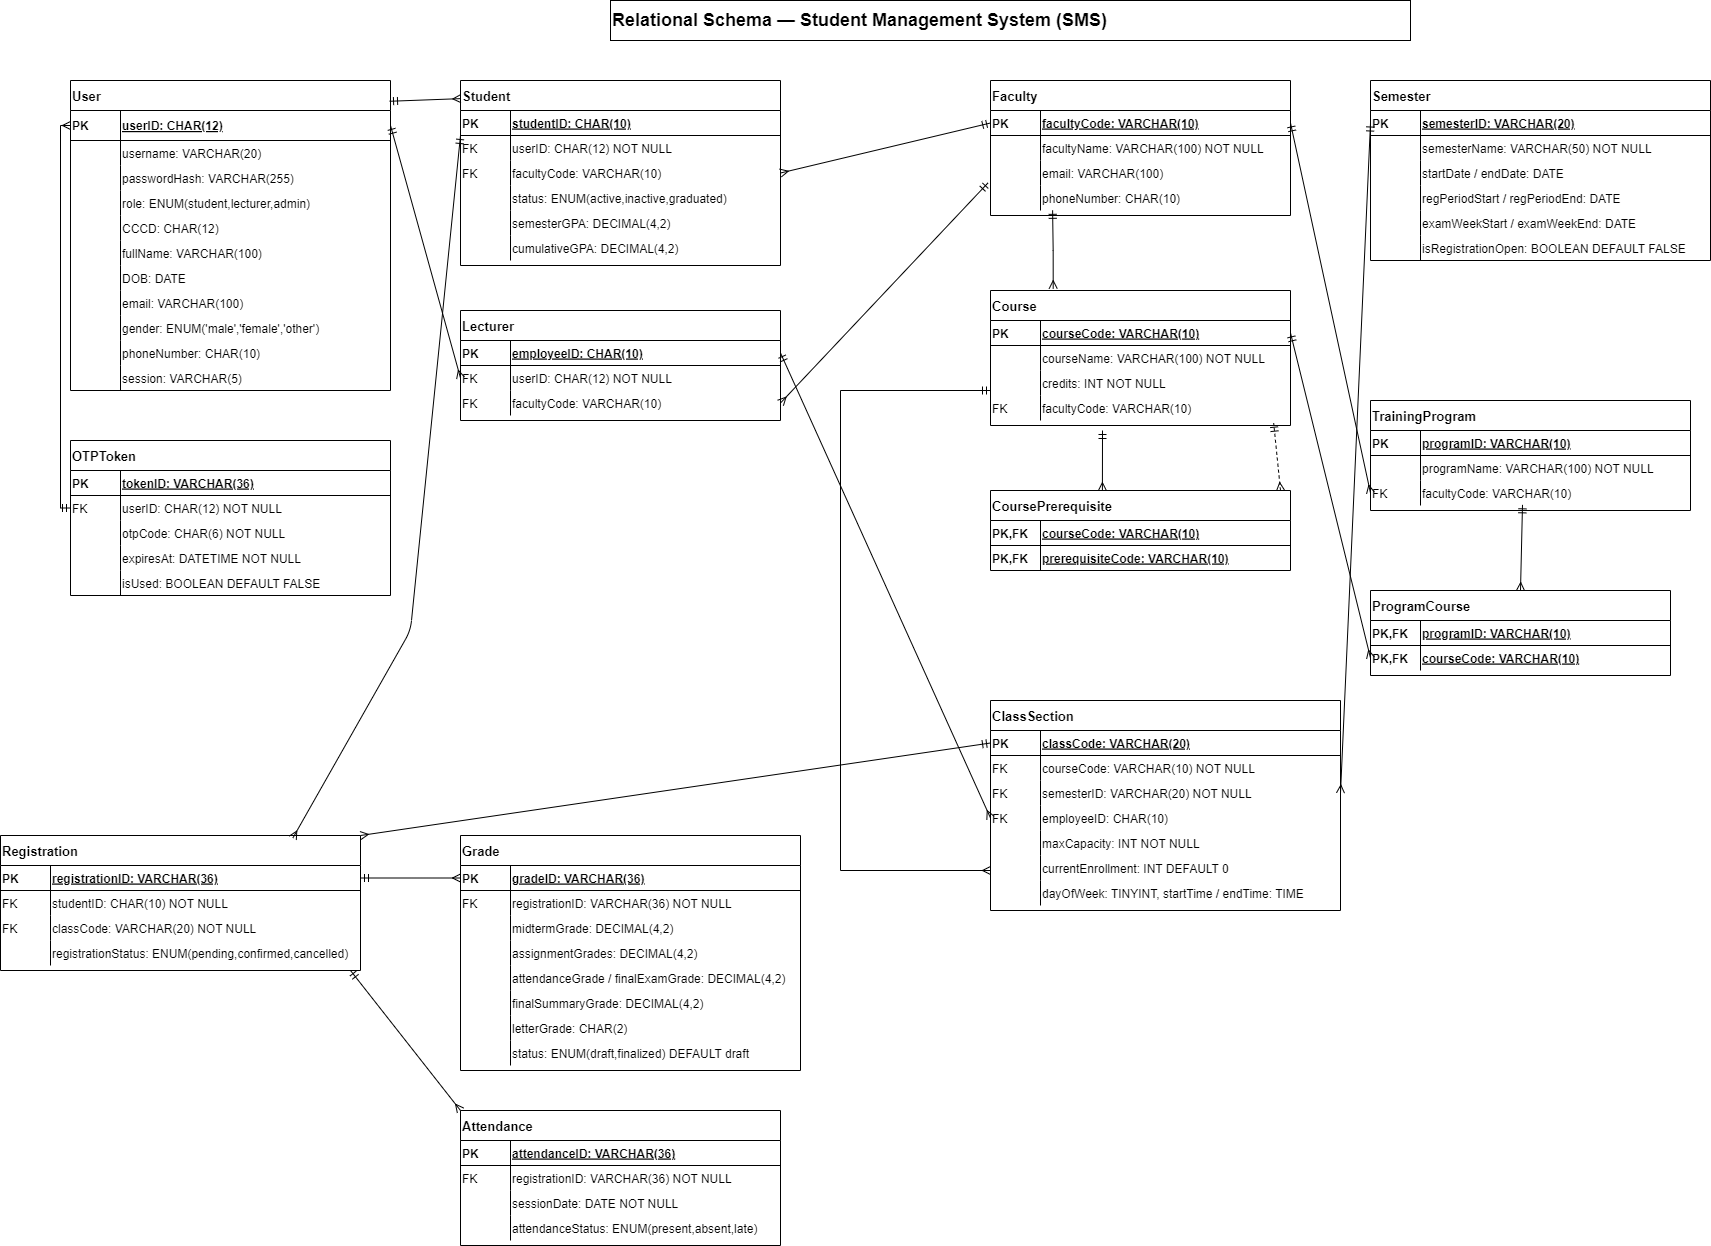 Relational Schema — Student Management System (SMS)
User
PK userID: CHAR(12)
username: VARCHAR(20)
passwordHash: VARCHAR(255)
role: ENUM(student,lecturer,admin)
CCCD: CHAR(12)
fullName: VARCHAR(100)
DOB: DATE
email: VARCHAR(100)
gender: ENUM('male','female','other')
phoneNumber: CHAR(10)
session: VARCHAR(5)
Student
PK studentID: CHAR(10)
FK userID: CHAR(12) NOT NULL
FK facultyCode: VARCHAR(10)
status: ENUM(active,inactive,graduated)
semesterGPA: DECIMAL(4,2)
cumulativeGPA: DECIMAL(4,2)
Faculty
PK facultyCode: VARCHAR(10)
facultyName: VARCHAR(100) NOT NULL
email: VARCHAR(100)
phoneNumber: CHAR(10)
Semester
PK semesterID: VARCHAR(20)
semesterName: VARCHAR(50) NOT NULL
startDate / endDate: DATE
regPeriodStart / regPeriodEnd: DATE
examWeekStart / examWeekEnd: DATE
isRegistrationOpen: BOOLEAN DEFAULT FALSE
Lecturer
PK employeeID: CHAR(10)
FK userID: CHAR(12) NOT NULL
FK facultyCode: VARCHAR(10)
Course
PK courseCode: VARCHAR(10)
courseName: VARCHAR(100) NOT NULL
credits: INT NOT NULL
FK facultyCode: VARCHAR(10)
TrainingProgram
PK programID: VARCHAR(10)
programName: VARCHAR(100) NOT NULL
FK facultyCode: VARCHAR(10)
OTPToken
PK tokenID: VARCHAR(36)
FK userID: CHAR(12) NOT NULL
otpCode: CHAR(6) NOT NULL
expiresAt: DATETIME NOT NULL
isUsed: BOOLEAN DEFAULT FALSE
CoursePrerequisite
PK,FK courseCode: VARCHAR(10)
PK,FK prerequisiteCode: VARCHAR(10)
ProgramCourse
PK,FK programID: VARCHAR(10)
PK,FK courseCode: VARCHAR(10)
ClassSection
PK classCode: VARCHAR(20)
FK courseCode: VARCHAR(10) NOT NULL
FK semesterID: VARCHAR(20) NOT NULL
FK employeeID: CHAR(10)
maxCapacity: INT NOT NULL
currentEnrollment: INT DEFAULT 0
dayOfWeek: TINYINT, startTime / endTime: TIME
Registration
PK registrationID: VARCHAR(36)
FK studentID: CHAR(10) NOT NULL
FK classCode: VARCHAR(20) NOT NULL
registrationStatus: ENUM(pending,confirmed,cancelled)
Grade
PK gradeID: VARCHAR(36)
FK registrationID: VARCHAR(36) NOT NULL
midtermGrade: DECIMAL(4,2)
assignmentGrades: DECIMAL(4,2)
attendanceGrade / finalExamGrade: DECIMAL(4,2)
finalSummaryGrade: DECIMAL(4,2)
letterGrade: CHAR(2)
status: ENUM(draft,finalized) DEFAULT draft
Attendance
PK attendanceID: VARCHAR(36)
FK registrationID: VARCHAR(36) NOT NULL
sessionDate: DATE NOT NULL
attendanceStatus: ENUM(present,absent,late)